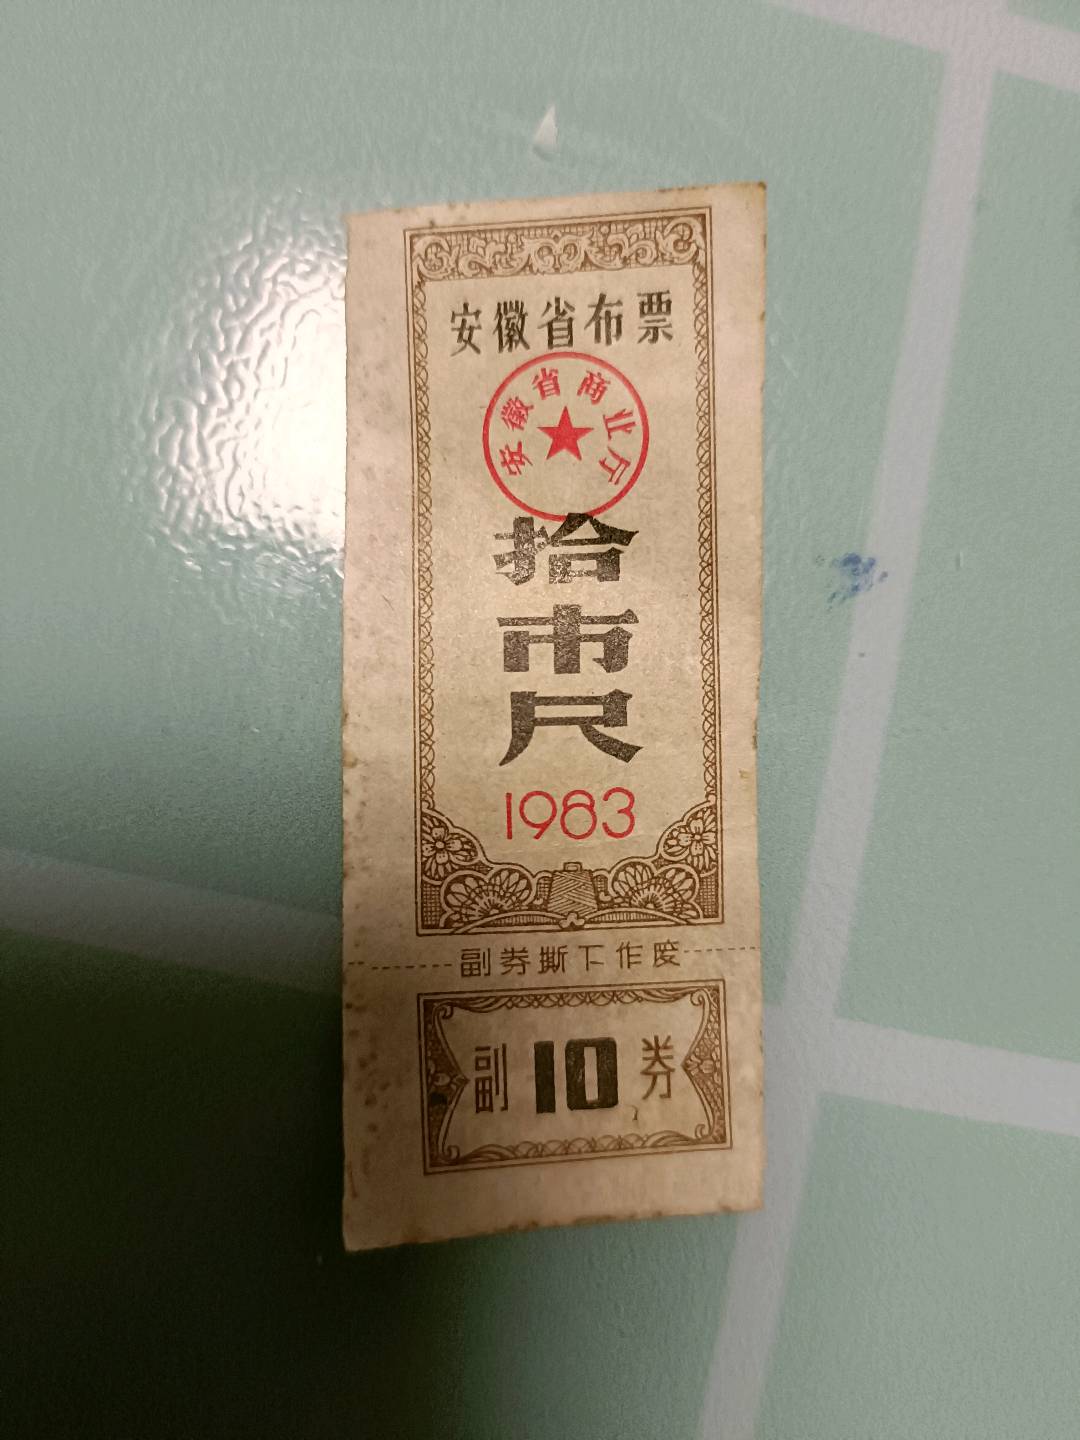 安徽省布票
安徽省商业厅
拾市尺
1983
副券撕下作废
副 10 券